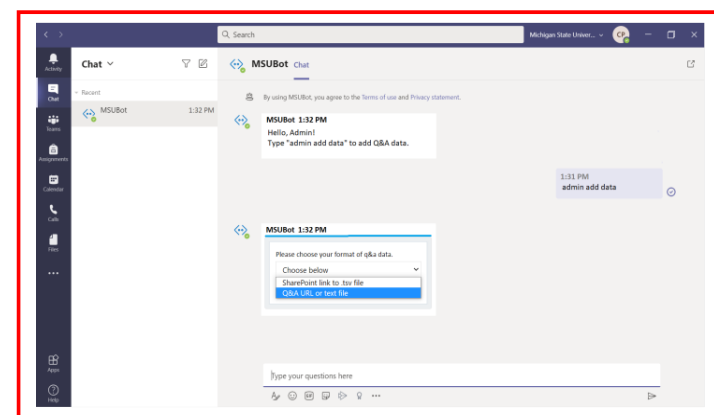 Search
Michigan State Univer...
CP
Activity
Chat
Teams
Assignments
Calendar
Calls
Files
Apps
Help
Chat
Recent
MSUBot 1:32 PM
MSUBot Chat
By using MSUBot, you agree to the Terms of use and Privacy statement.
MSUBot 1:32 PM
Hello, Admin!
Type "admin add data" to add Q&A data.
1:31 PM
admin add data
MSUBot 1:32 PM
Please choose your format of q&a data.
Choose below
SharePoint link to .tsv file
Q&A URL or text file
Type your questions here
GIF